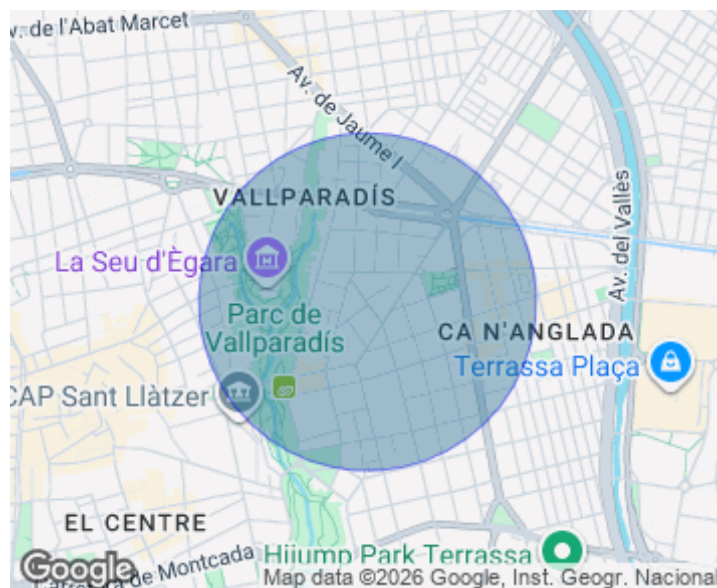 v. de l'Abat Marcet
Av. de Jaume I
VALLPARADÍS
La Seu d'Ègara
Av. del Vallès
Parc de
Vallparadís
CA N'ANGLADA
Terrassa Plaça
CAP Sant Llàtzer
EL CENTRE
Hijump Park Terrassa
Google
de Montcada
Map data ©2026 Google, Inst. Geogr. Nacional